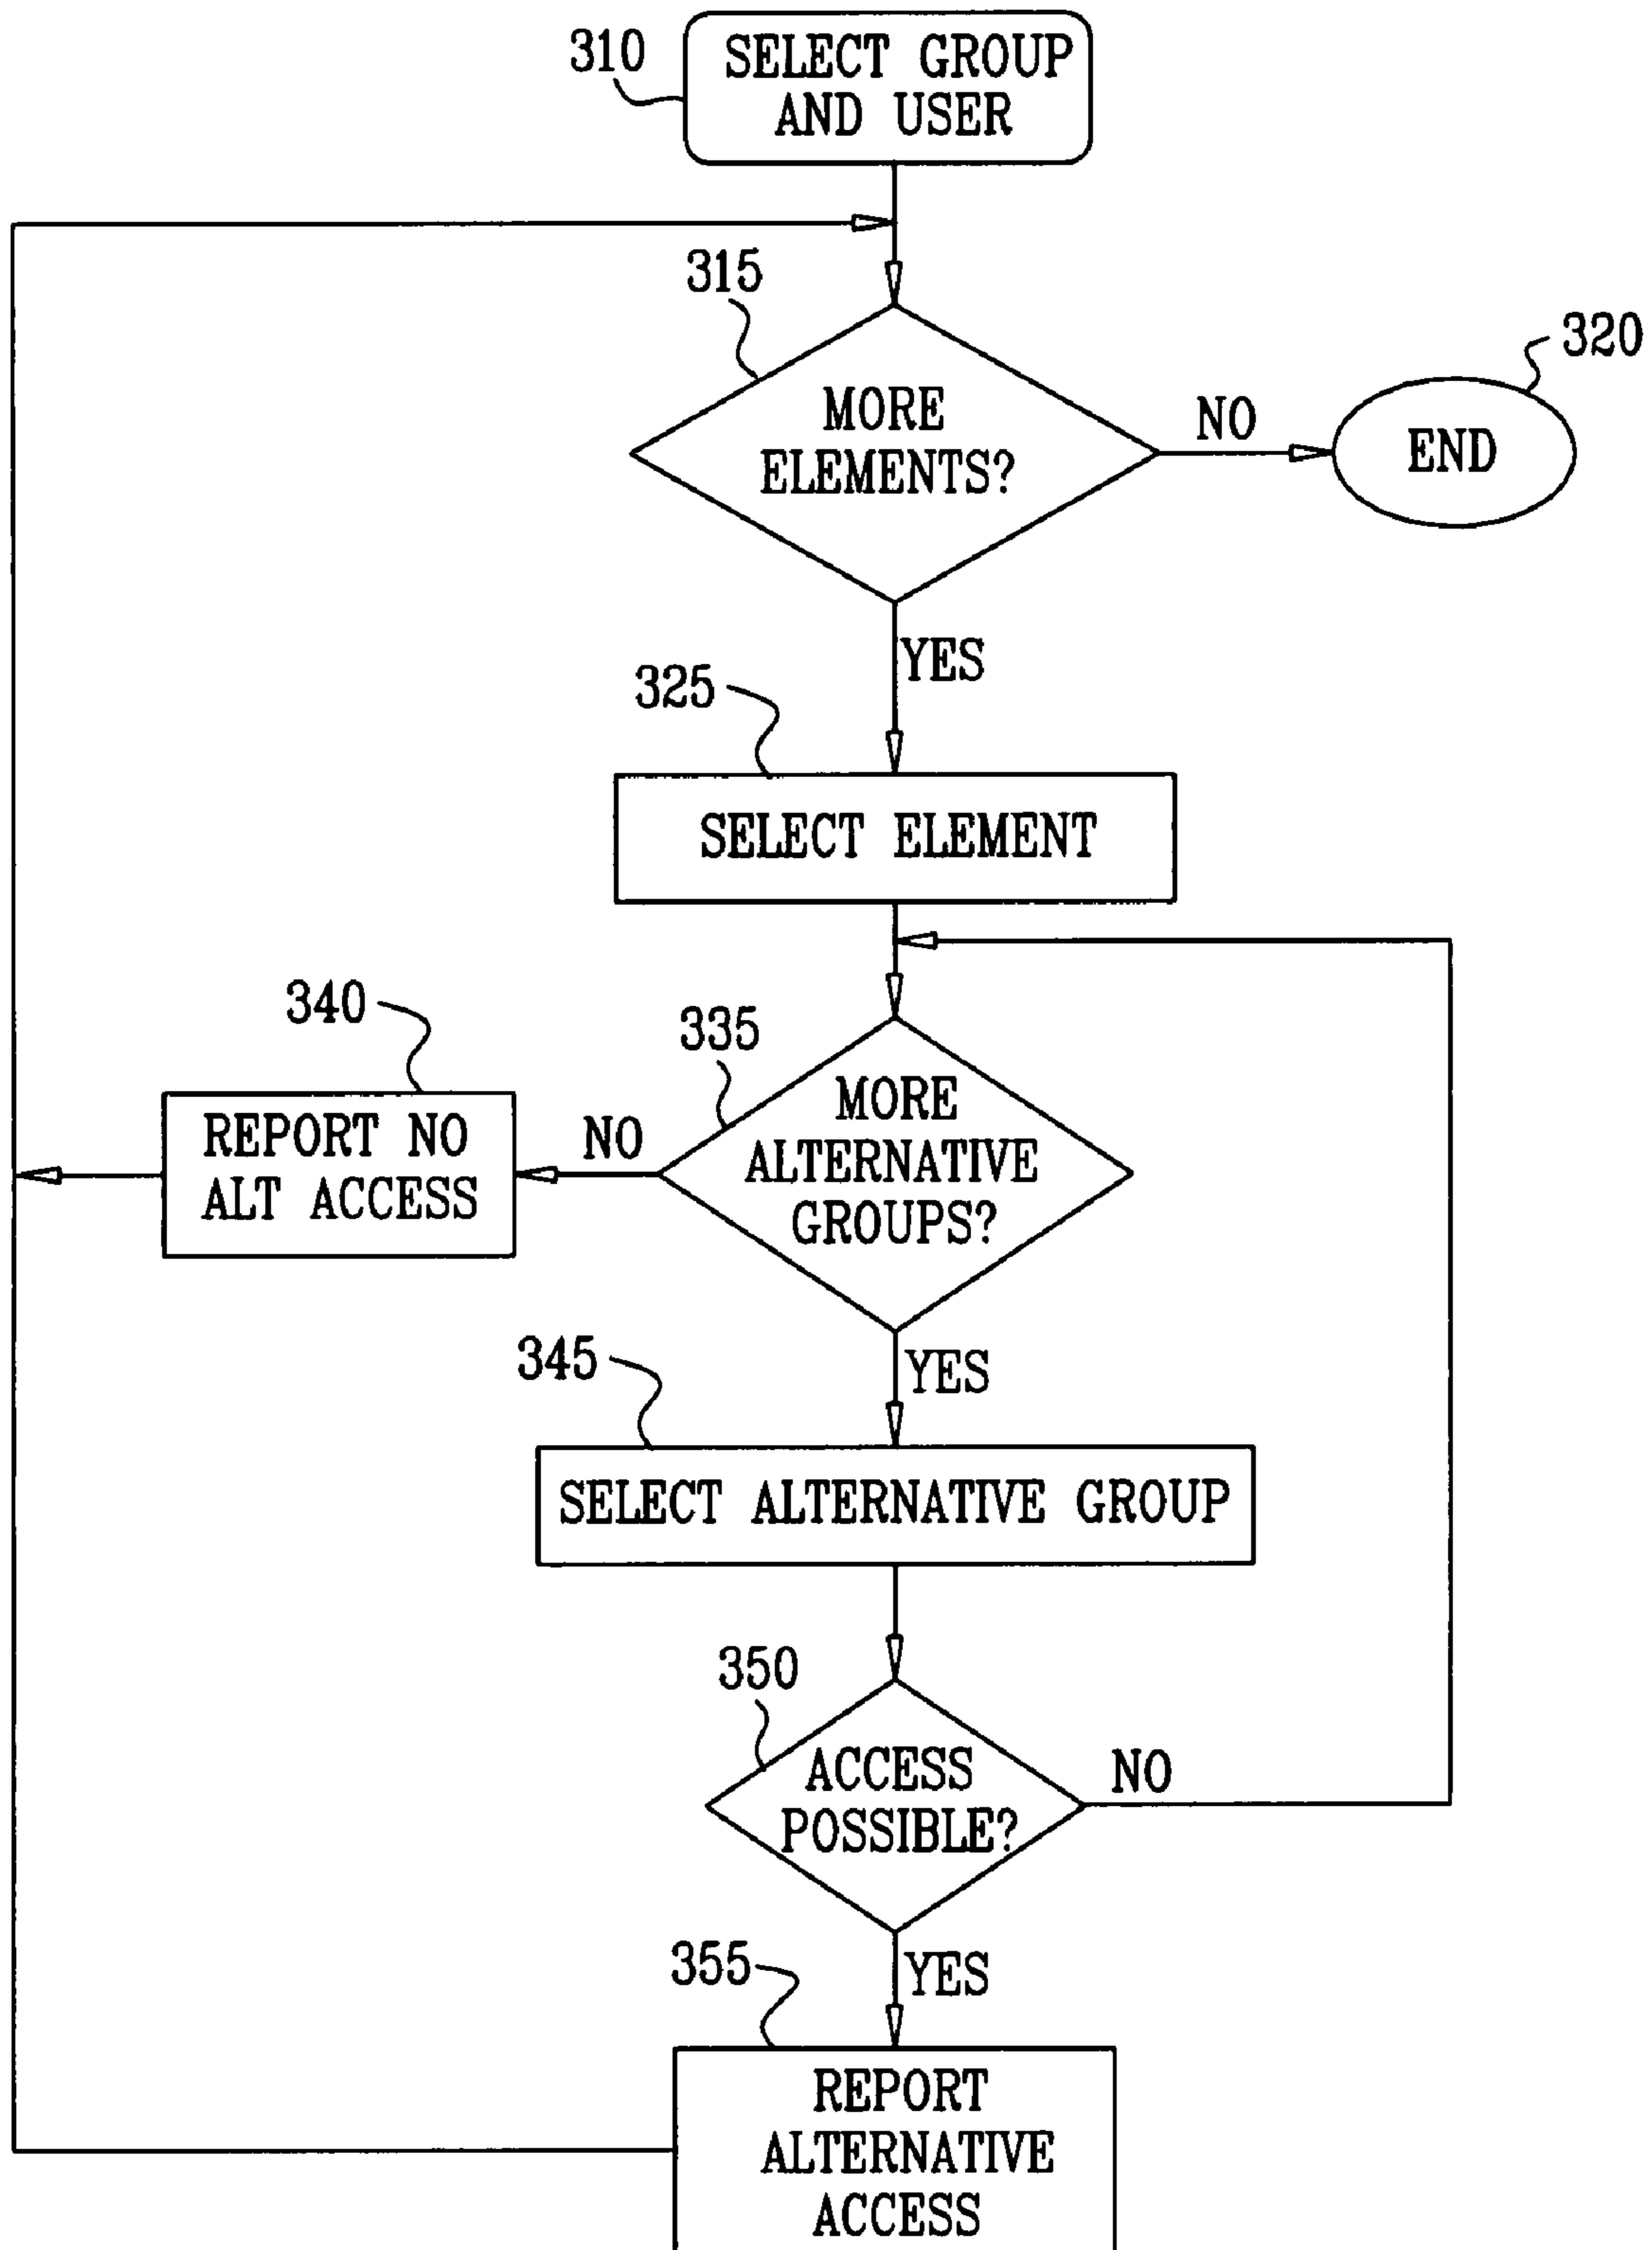 310
SELECT GROUP
AND USER
315
MORE
ELEMENTS?
NO
320
END
YES
325
SELECT ELEMENT
340
335
MORE
ALTERNATIVE
GROUPS?
NO
REPORT NO
ALT ACCESS
YES
345
SELECT ALTERNATIVE GROUP
350
ACCESS
POSSIBLE?
NO
YES
355
REPORT
ALTERNATIVE
ACCESS